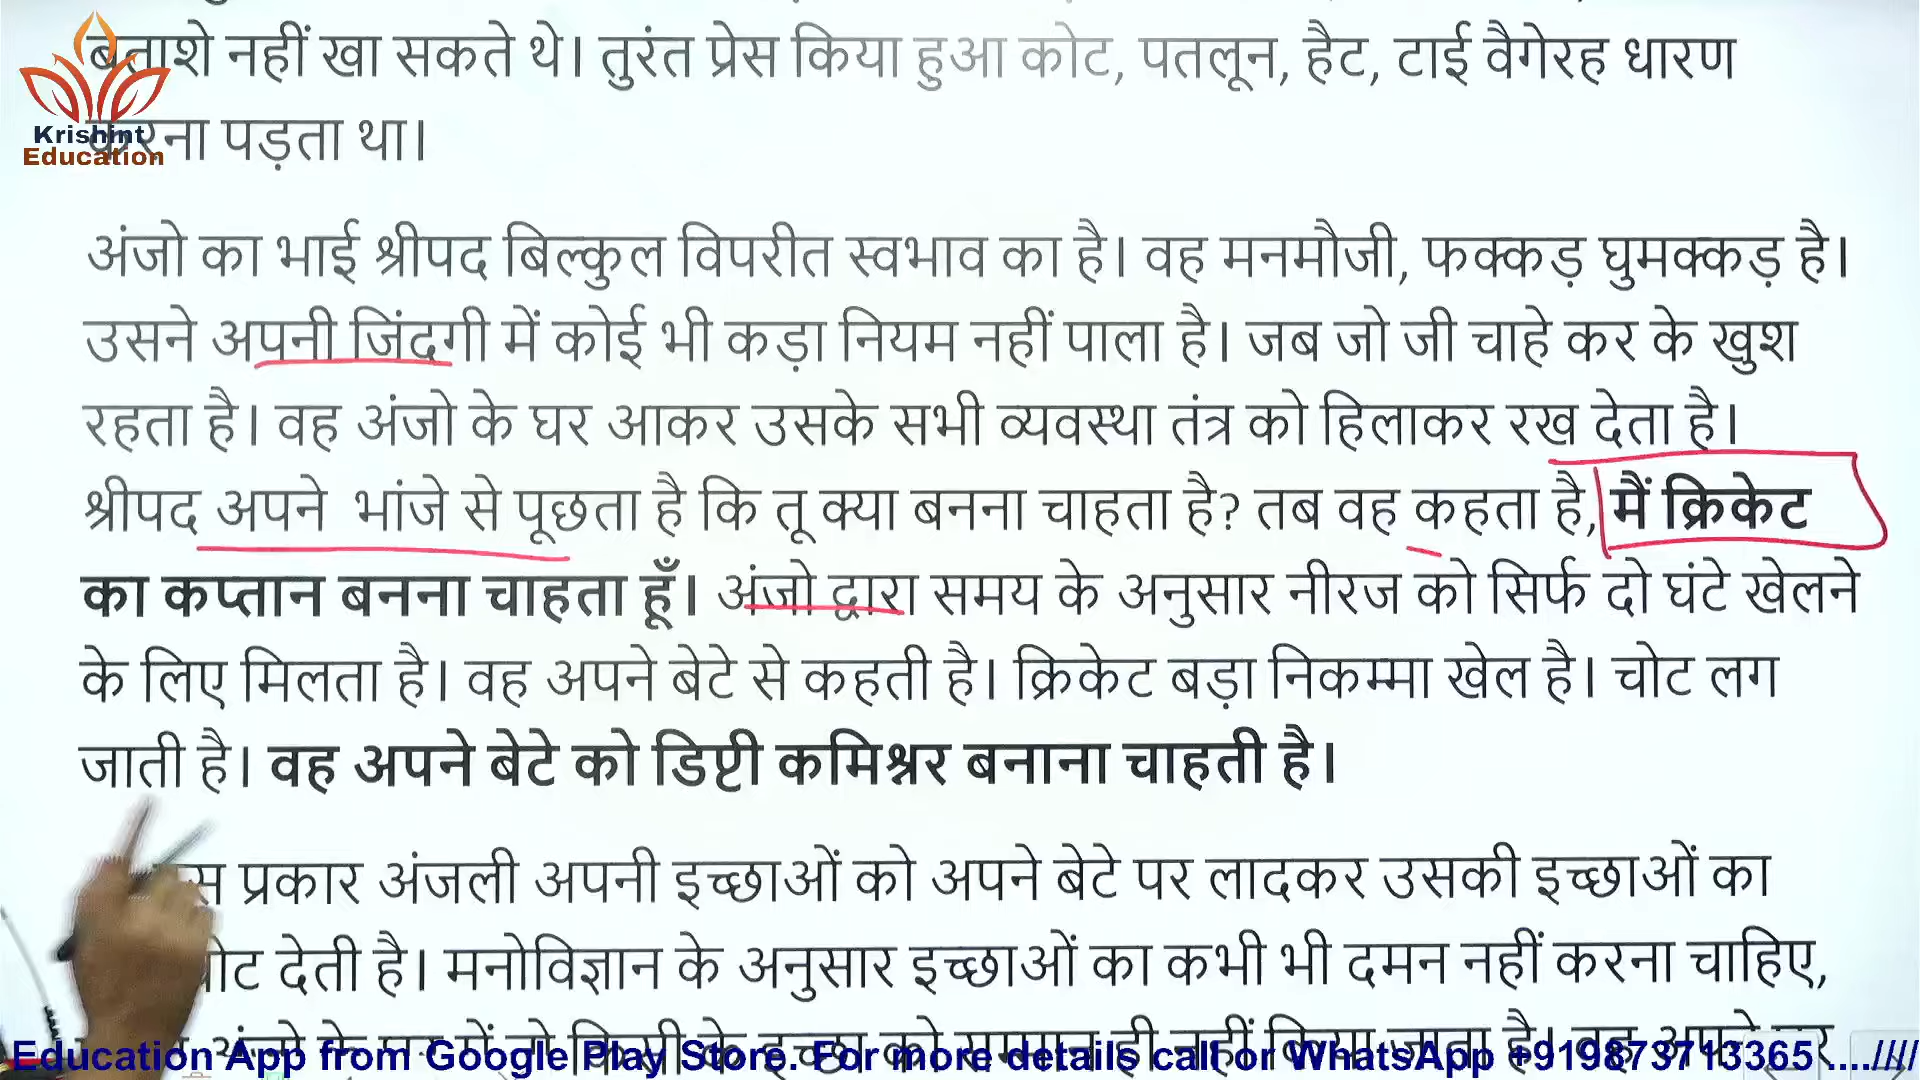 बताशे नहीं खा सकते थे। तुरंत प्रेस किया हुआ कोट, पतलून, हैट, टाई वैगेरह धारण
करना पड़ता था।
Krishint
Education
अंजो का भाई श्रीपद बिल्कुल विपरीत स्वभाव का है। वह मनमौजी, फक्कड़ घुमक्कड़ है।
उसने अपनी जिंदगी में कोई भी कड़ा नियम नहीं पाला है। जब जो जी चाहे कर के खुश
रहता है। वह अंजो के घर आकर उसके सभी व्यवस्था तंत्र को हिलाकर रख देता है।
श्रीपद अपने भांजे से पूछता है कि तू क्या बनना चाहता है? तब वह कहता है, मैं क्रिकेट
का कप्तान बनना चाहता हूँ। अंजो द्वारा समय के अनुसार नीरज को सिर्फ दो घंटे खेलने
के लिए मिलता है। वह अपने बेटे से कहती है। क्रिकेट बड़ा निकम्मा खेल है। चोट लग
जाती है। वह अपने बेटे को डिप्टी कमिश्नर बनाना चाहती है।
प्रकार अंजली अपनी इच्छाओं को अपने बेटे पर लादकर उसकी इच्छाओं का
देती है। मनोविज्ञान के अनुसार इच्छाओं का कभी भी दमन नहीं करना चाहिए,
Education App from Google Play Store. For more details call or WhatsApp +919873713365 ....////